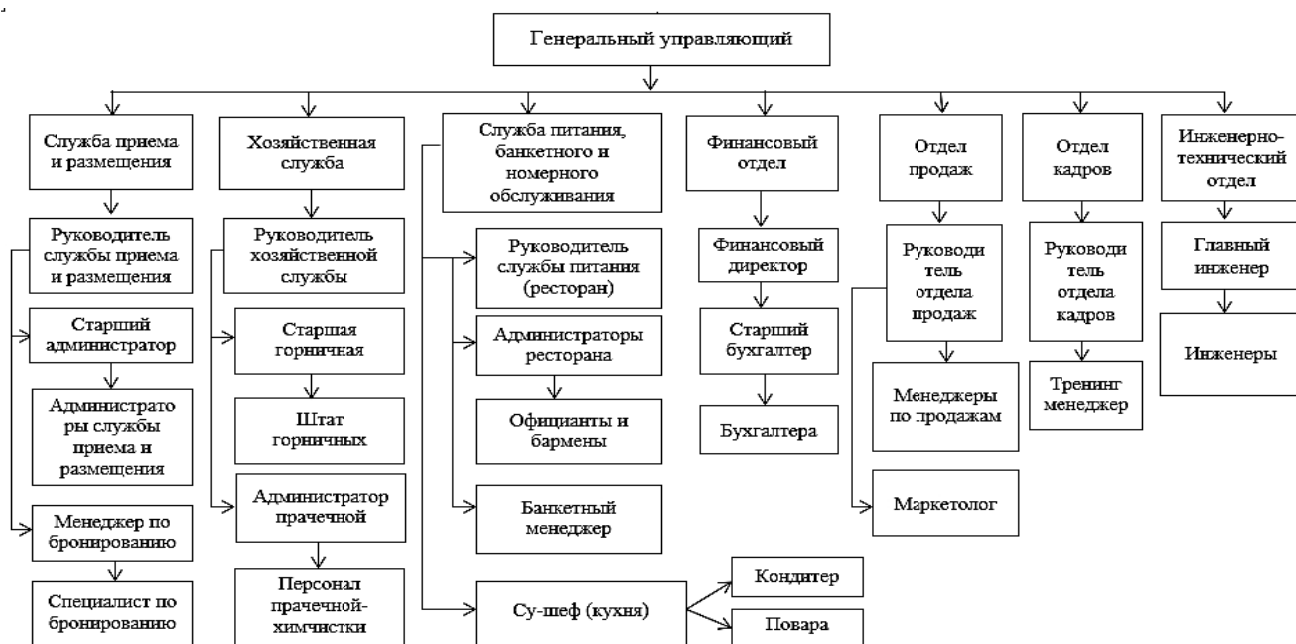 Генеральный управляющий
Служба приема
и размещения
Хозяйственная
служба
Служба питания,
банкетного и
номерного
обслуживания
Финансовый
отдел
Отдел
продаж
Отдел
кадров
Инженерно-
технический
отдел
Руководитель
службы приема
и размещения
Руководитель
хозяйственной
службы
Руководитель
службы питания
(ресторан)
Финансовый
директор
Руководи
тель
отдела
продаж
Руководи
тель
отдела
кадров
Главный
инженер
Старший
администратор
Старшая
горничная
Администраторы
ресторана
Старший
бухгалтер
Инженеры
Администрато
ры службы
приема и
размещения
Штат
горничных
Официанты и
бармены
Бухгалтера
Менеджеры
по продажам
Тренинг
менеджер
Менеджер по
бронированию
Администратор
прачечной
Банкетный
менеджер
Маркетолог
Специалист по
бронированию
Персонал
прачечной-
химчистки
Су-шеф (кухня)
Кондитер
Повара